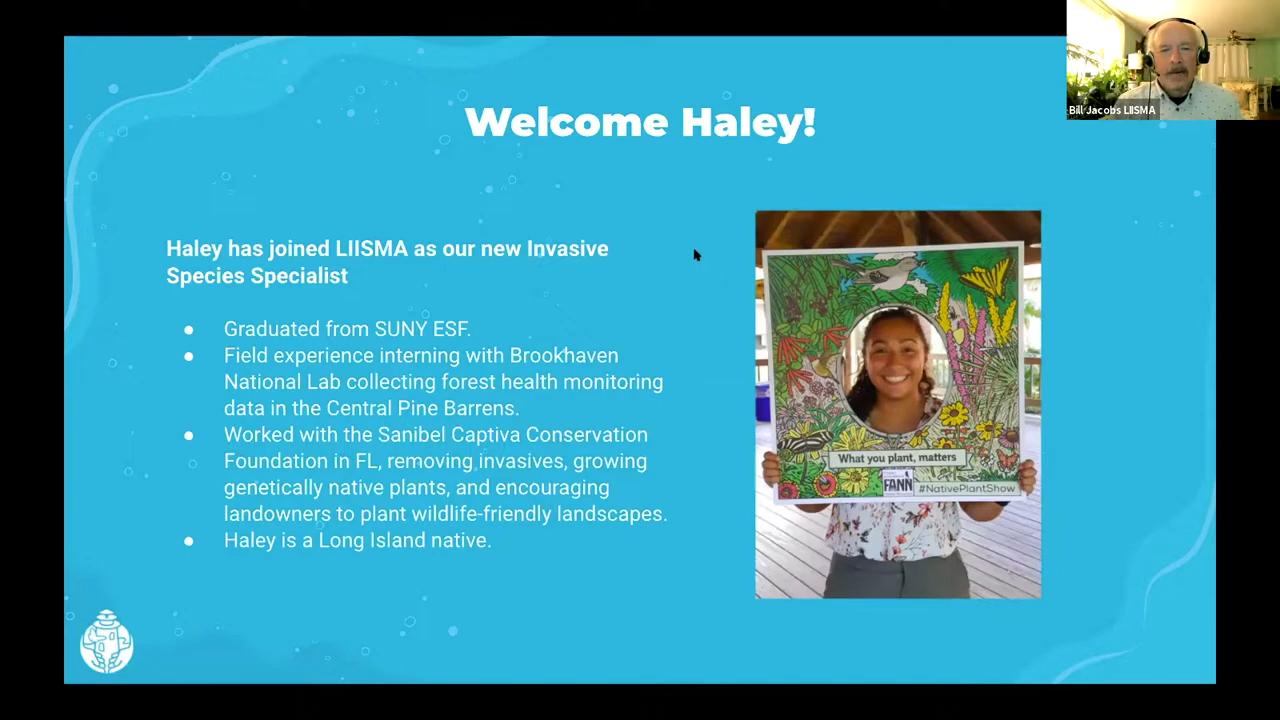 Bill Jacobs LIISMA
Welcome Haley!
Haley has joined LIISMA as our new Invasive
Species Specialist
● Graduated from SUNY ESF.
● Field experience interning with Brookhaven
National Lab collecting forest health monitoring
data in the Central Pine Barrens.
● Worked with the Sanibel Captiva Conservation
Foundation in FL, removing invasives, growing
genetically native plants, and encouraging
landowners to plant wildlife-friendly landscapes.
● Haley is a Long Island native.
What you plant, matters
FANN
#NativePlantShow